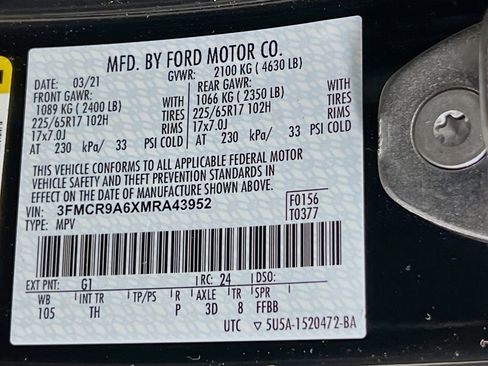 MFD. BY FORD MOTOR CO.
DATE: 03/21 GVWR: 2100 KG ( 4630 LB)
FRONT GAWR: REAR GAWR:
1089 KG ( 2400 LB) WITH 1066 KG ( 2350 LB) WITH
225/65R17 102H TIRES 225/65R17 102H TIRES
17x7.0J RIMS 17x7.0J RIMS
AT 230 kPa/ 33 PSI COLD AT 230 kPa/ 33 PSI COLD
THIS VEHICLE CONFORMS TO ALL APPLICABLE FEDERAL MOTOR
VEHICLE SAFETY AND THEFT PREVENTION STANDARDS IN
EFFECT ON THE DATE OF MANUFACTURE SHOWN ABOVE.
VIN: 3FMCR9A6XMRA43952 F0156
TYPE: MPV T0377
EXT PNT: G1 RC: 24 DSO:
WB INT TR TP/PS R AXLE TR SPR
105 TH P 3D 8 FFBB
UTC ▽5U5A-1520472-BA